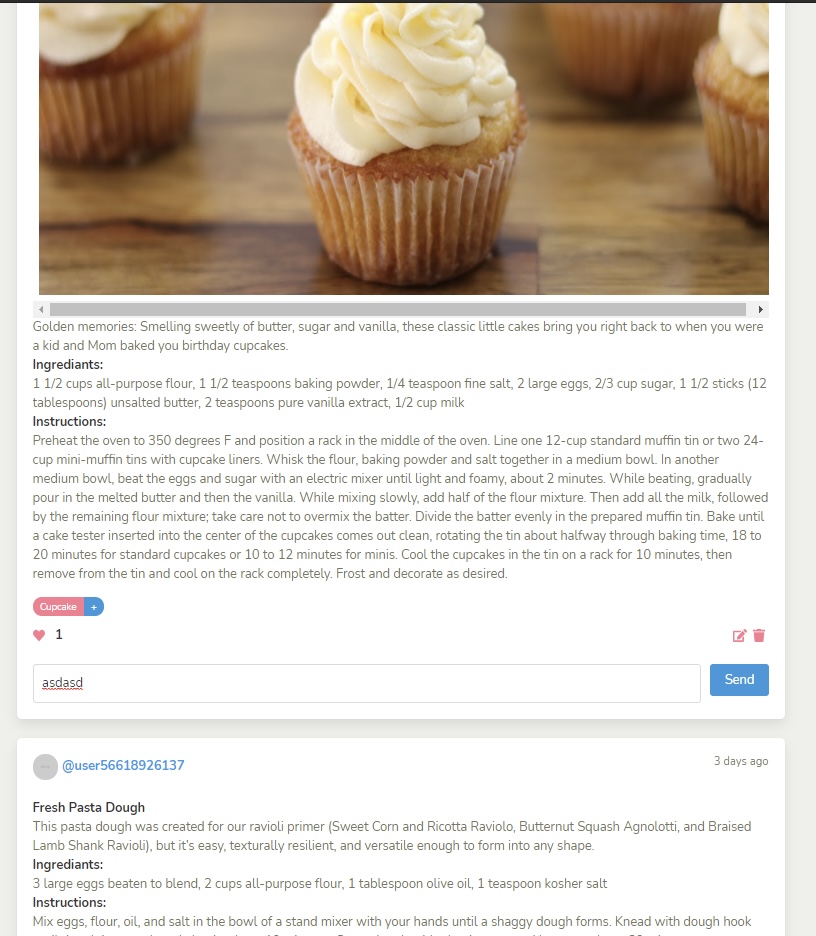 Golden memories: Smelling sweetly of butter, sugar and vanilla, these classic little cakes bring you right back to when you were
a kid and Mom baked you birthday cupcakes.
Ingrediants:
1 1/2 cups all-purpose flour, 1 1/2 teaspoons baking powder, 1/4 teaspoon fine salt, 2 large eggs, 2/3 cup sugar, 1 1/2 sticks (12
tablespoons) unsalted butter, 2 teaspoons pure vanilla extract, 1/2 cup milk
Instructions:
Preheat the oven to 350 degrees F and position a rack in the middle of the oven. Line one 12-cup standard muffin tin or two 24-
cup mini-muffin tins with cupcake liners. Whisk the flour, baking powder and salt together in a medium bowl. In another
medium bowl, beat the eggs and sugar with an electric mixer until light and foamy, about 2 minutes. While beating, gradually
pour in the melted butter and then the vanilla. While mixing slowly, add half of the flour mixture. Then add all the milk, followed
by the remaining flour mixture; take care not to overmix the batter. Divide the batter evenly in the prepared muffin tin. Bake until
a cake tester inserted into the center of the cupcakes comes out clean, rotating the tin about halfway through baking time, 18 to
20 minutes for standard cupcakes or 10 to 12 minutes for minis. Cool the cupcakes in the tin on a rack for 10 minutes, then
remove from the tin and cool on the rack completely. Frost and decorate as desired.
Cupcake +
1
asdasd Send
@user56618926137 3 days ago
Fresh Pasta Dough
This pasta dough was created for our ravioli primer (Sweet Corn and Ricotta Raviolo, Butternut Squash Agnolotti, and Braised
Lamb Shank Ravioli), but it's easy, texturally resilient, and versatile enough to form into any shape.
Ingrediants:
3 large eggs beaten to blend, 2 cups all-purpose flour, 1 tablespoon olive oil, 1 teaspoon kosher salt
Instructions:
Mix eggs, flour, oil, and salt in the bowl of a stand mixer with your hands until a shaggy dough forms. Knead with dough hook